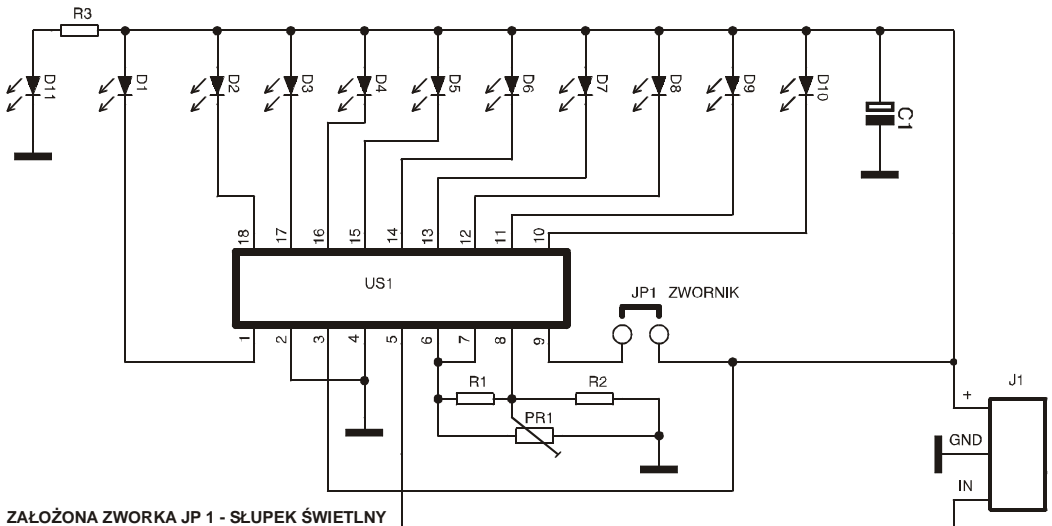 R3
D11
D1
D2
D3
D4
D5
D6
D7
D8
D9
D10
C1
18
17
16
15
14
13
12
11
10
US1
JP1 ZWORNIK
1
2
3
4
5
6
7
8
9
R1
R2
PR1
J1
+
GND
IN
ZAŁOŻONA ZWORKA JP 1 - SŁUPEK ŚWIETLNY